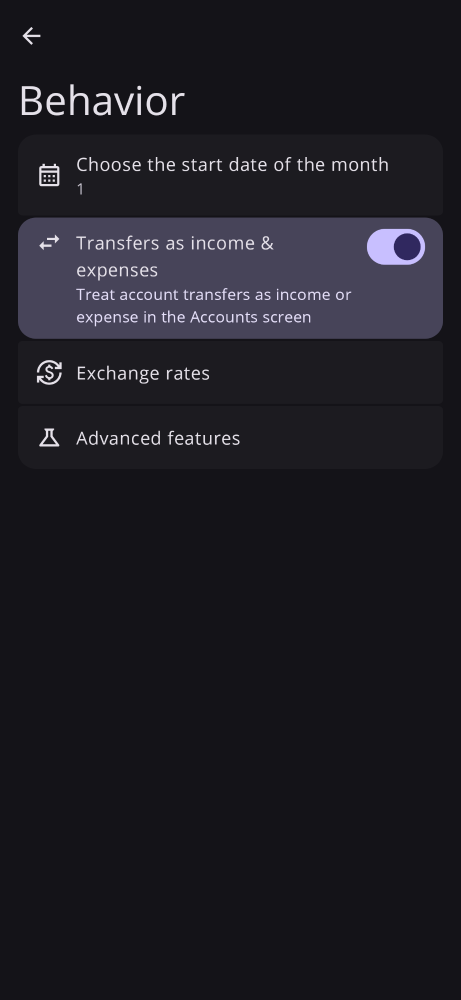 Behavior
Choose the start date of the month
1
Transfers as income &
expenses
Treat account transfers as income or
expense in the Accounts screen
Exchange rates
Advanced features